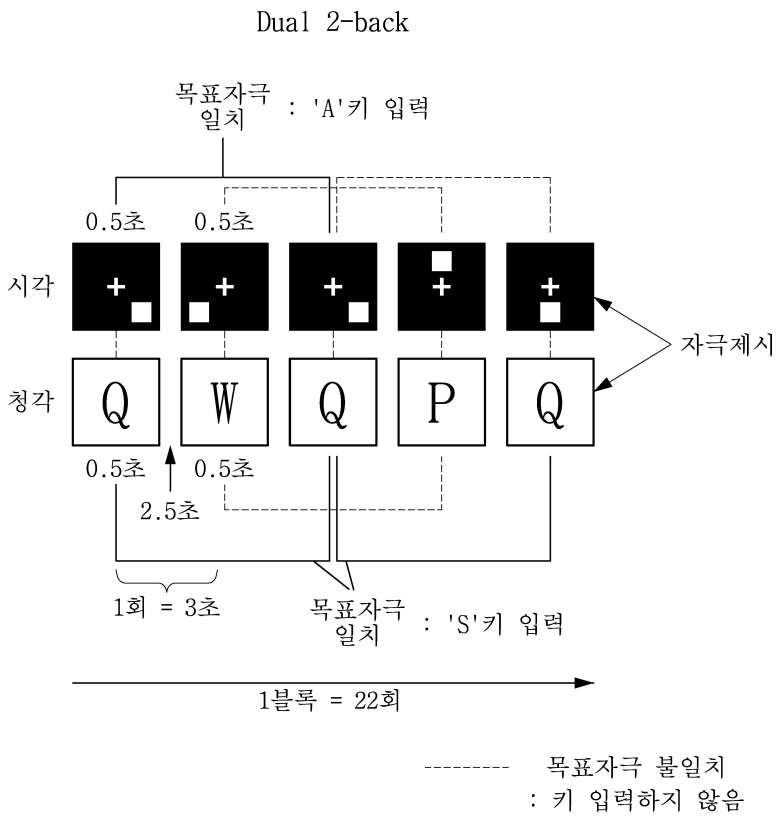 Dual 2-back
목표자극
일치
: 'A'키 입력
0.5초
0.5초
시각
자극제시
청각
Q
W
Q
P
Q
0.5초
0.5초
2.5초
1회 = 3초
목표자극
일치
: 'S'키 입력
1블록 = 22회
목표자극 불일치
: 키 입력하지 않음